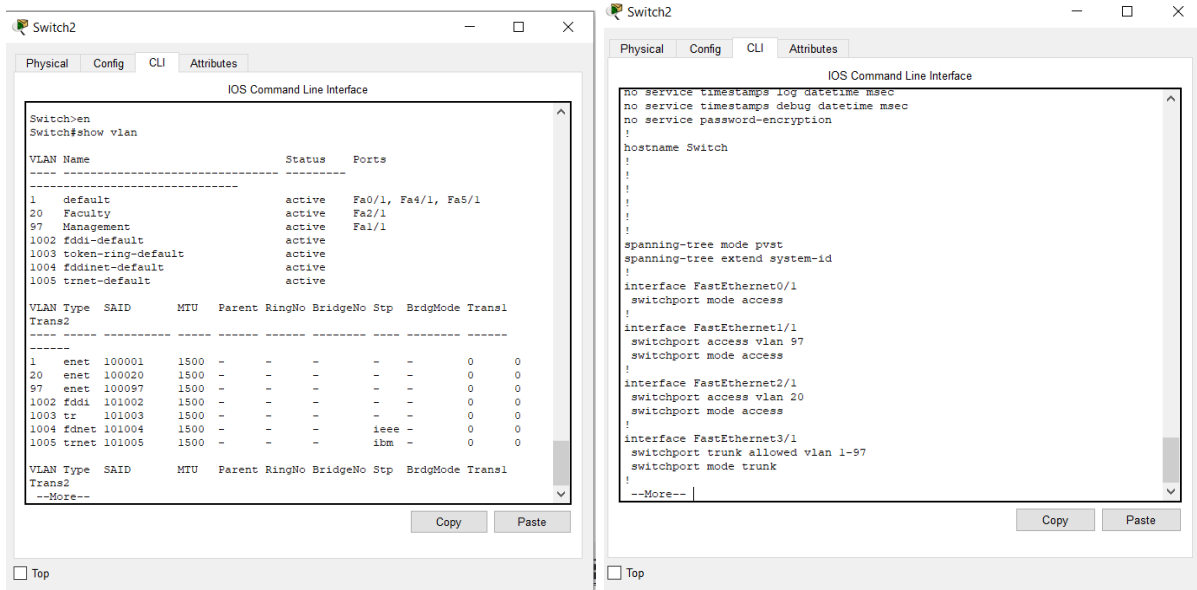 Switch2
Physical Config CLI Attributes
IOS Command Line Interface
Switch>en
Switch#show vlan
VLAN Name                             Status    Ports
---- -------------------------------- --------- -------------------------------
1    default                          active    Fa0/1, Fa4/1, Fa5/1
20   Faculty                          active    Fa2/1
97   Management                       active    Fa1/1
1002 fddi-default                     active
1003 token-ring-default               active
1004 fddinet-default                  active
1005 trnet-default                    active
VLAN Type  SAID       MTU   Parent RingNo BridgeNo Stp  BrdgMode Trans1
Trans2
---- ----- ---------- ----- ------ ------ -------- ---- -------- ------
------
1    enet  100001     1500  -      -      -        -    -        0      0
20   enet  100020     1500  -      -      -        -    -        0      0
97   enet  100097     1500  -      -      -        -    -        0      0
1002 fddi  101002     1500  -      -      -        -    -        0      0
1003 tr    101003     1500  -      -      -        -    -        0      0
1004 fdnet 101004     1500  -      -      -        ieee -        0      0
1005 trnet 101005     1500  -      -      -        ibm  -        0      0
VLAN Type  SAID       MTU   Parent RingNo BridgeNo Stp  BrdgMode Trans1
Trans2
--More--
Copy Paste
Top
Switch2
Physical Config CLI Attributes
IOS Command Line Interface
no service timestamps log datetime msec
no service timestamps debug datetime msec
no service password-encryption
!
hostname Switch
!
!
!
!
!
!
spanning-tree mode pvst
spanning-tree extend system-id
!
interface FastEthernet0/1
switchport mode access
!
interface FastEthernet1/1
switchport access vlan 97
switchport mode access
!
interface FastEthernet2/1
switchport access vlan 20
switchport mode access
!
interface FastEthernet3/1
switchport trunk allowed vlan 1-97
switchport mode trunk
!
--More--
Copy Paste
Top